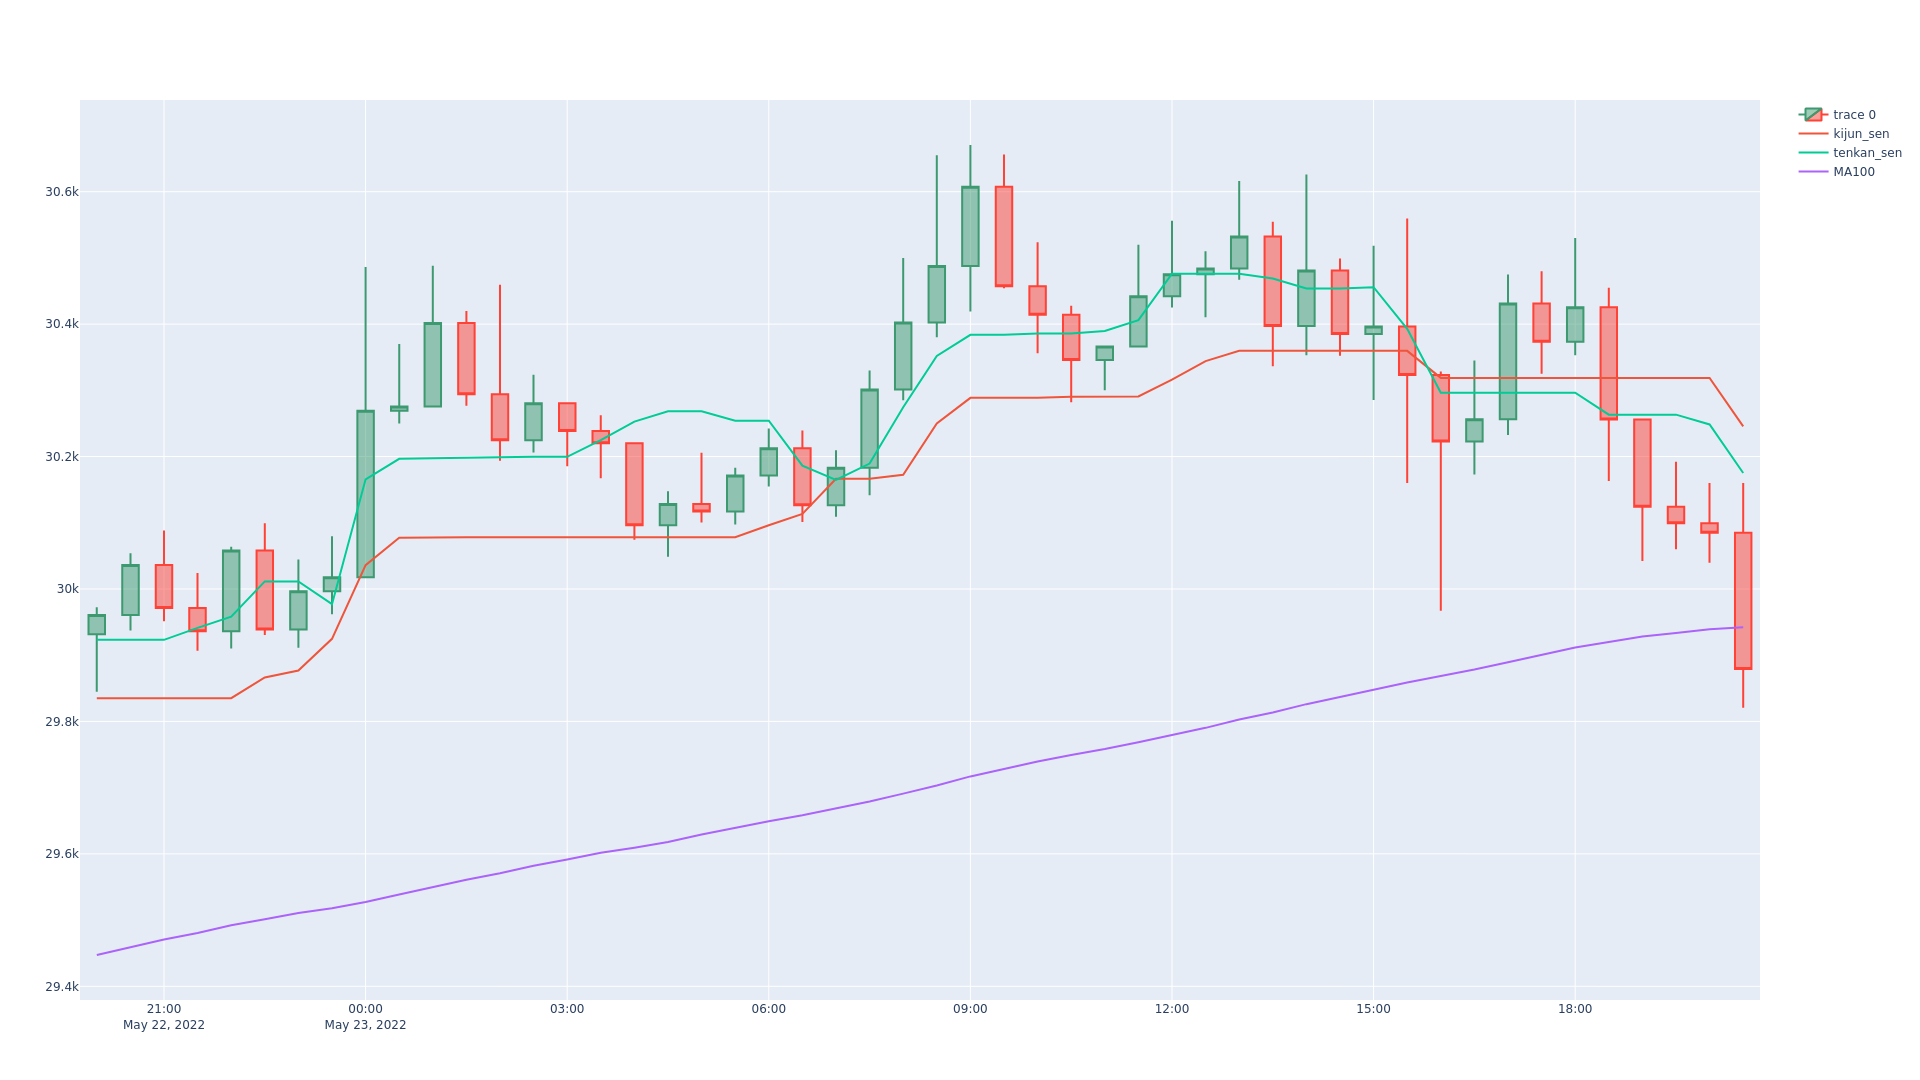 trace 0
kijun_sen
tenkan_sen
MA100
30.6k
30.4k
30.2k
30k
29.8k
29.6k
29.4k
21:00 00:00 03:00 06:00 09:00 12:00 15:00 18:00
May 22, 2022 May 23, 2022